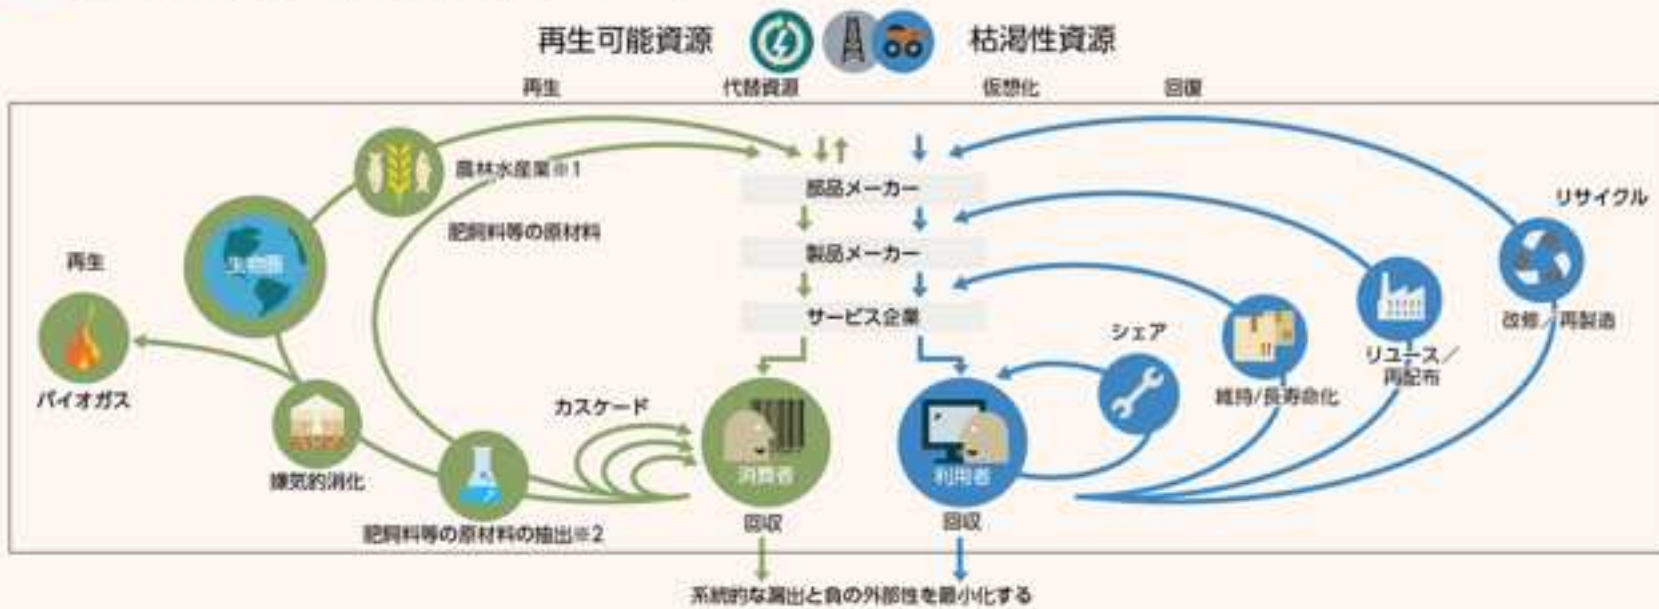 再生可能資源
枯渇性資源
再生
代替資源
仮想化
回復
農林水産業※1
部品メーカー
リサイクル
肥飼料等の原材料
製品メーカー
再生
生物圏
サービス企業
改修／再製造
シェア
リユース／
再配布
維持/長寿命化
バイオガス
カスケード
嫌気的消化
消費者
利用者
肥飼料等の原材料の抽出※2
回収
回収
系統的な漏出と負の外部性を最小化する